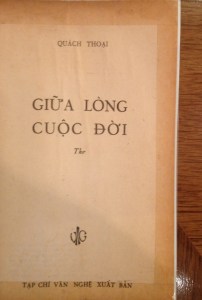 QUÁCH THOẠI
GIỮA LÒNG
CUỘC ĐỜI
Thơ
TẠP CHÍ VĂN NGHỆ XUẤT BẢN